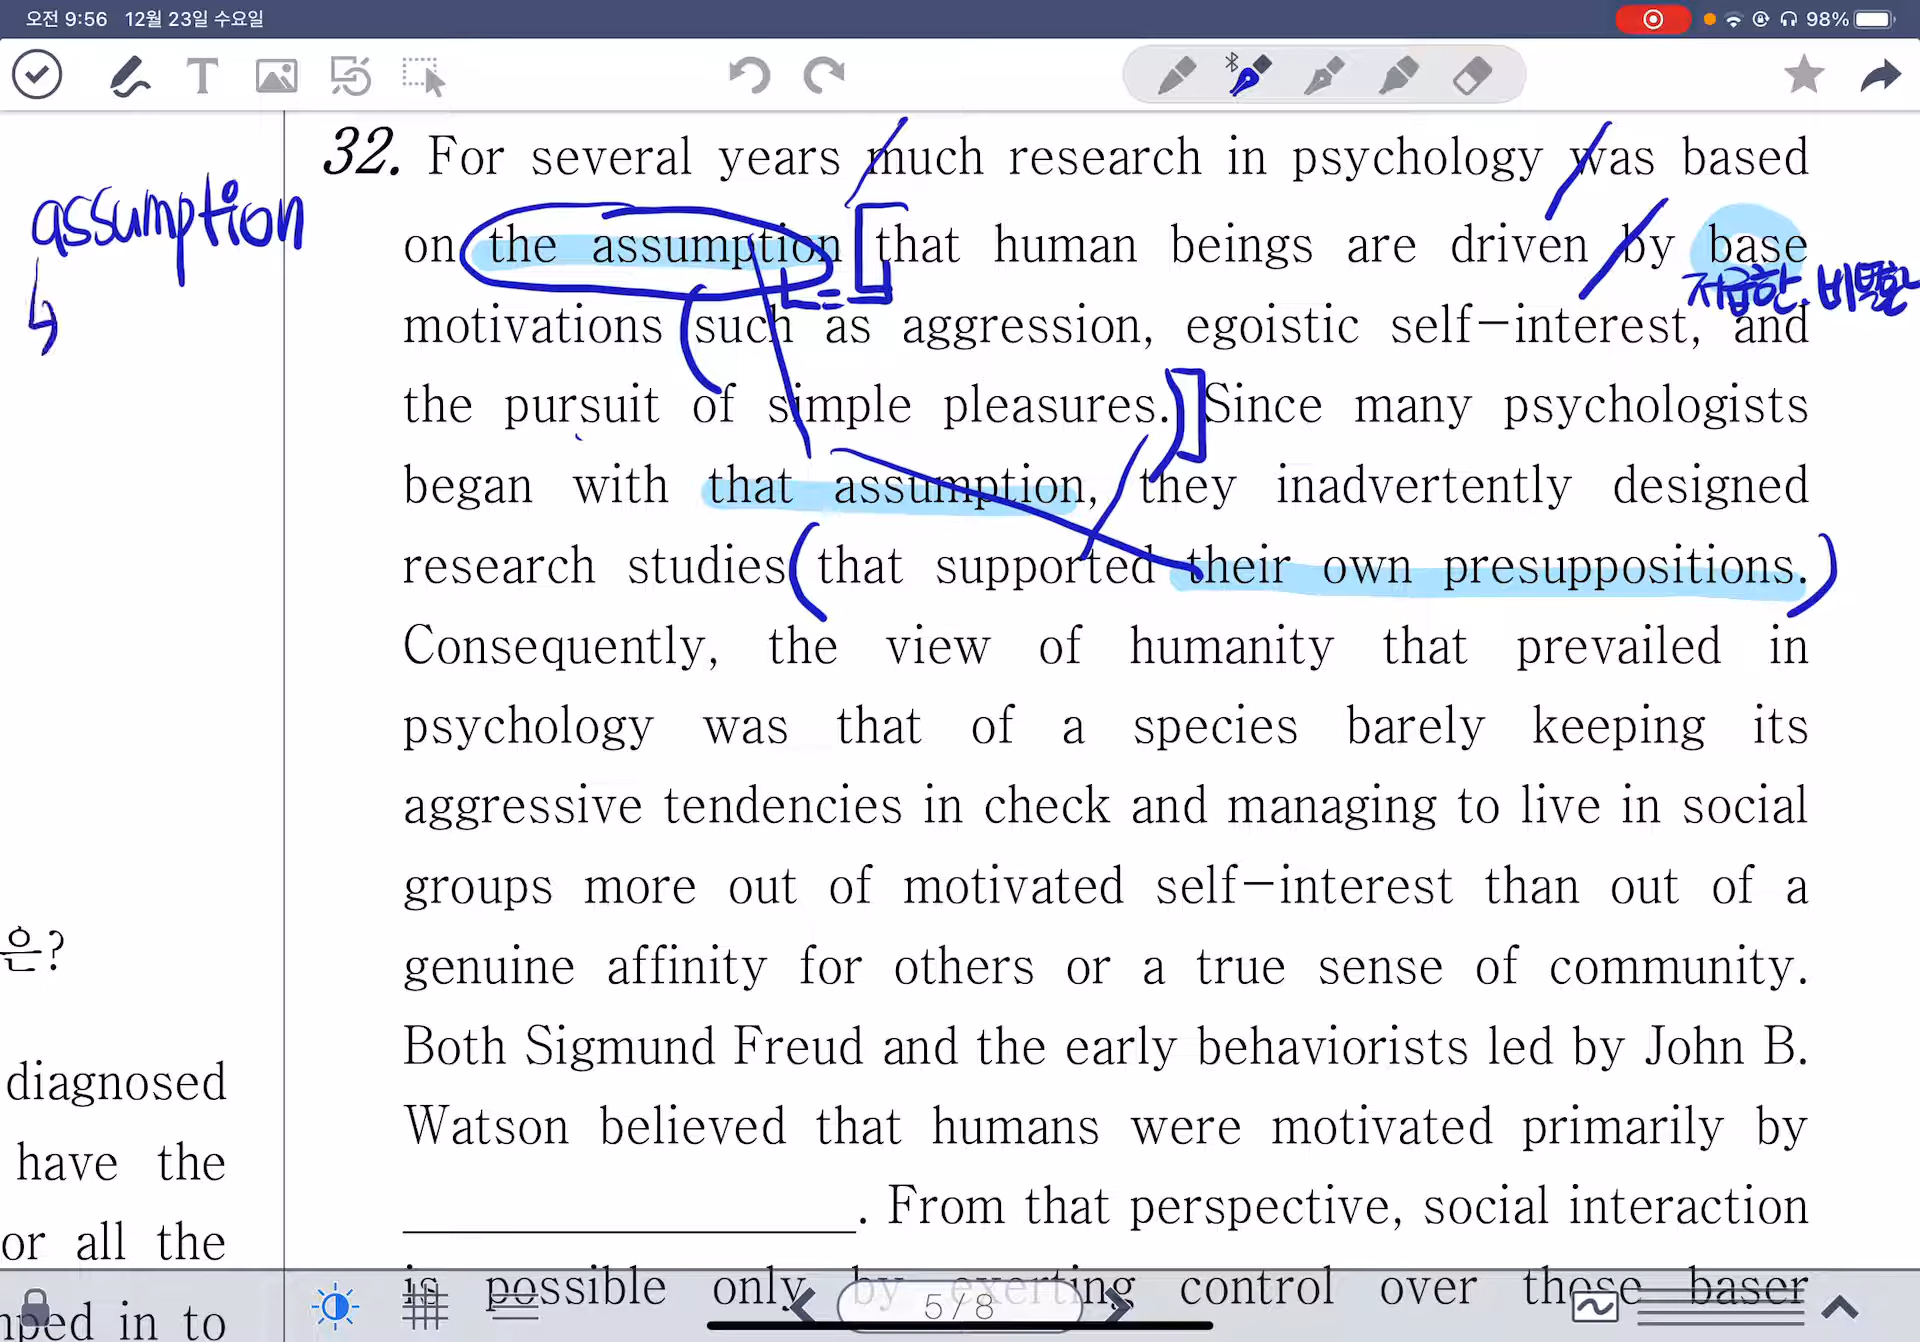 오전 9:56 12월 23일 수요일
98%
T
assumption
은?
diagnosed
have the
or all the
in to
32. For several years much research in psychology was based
on the assumption that human beings are driven by base
저급한, 비열한
motivations such as aggression, egoistic self-interest, and
the pursuit of simple pleasures. Since many psychologists
began with that assumption, they inadvertently designed
research studies that supported their own presuppositions.
Consequently, the view of humanity that prevailed in
psychology was that of a species barely keeping its
aggressive tendencies in check and managing to live in social
groups more out of motivated self-interest than out of a
genuine affinity for others or a true sense of community.
Both Sigmund Freud and the early behaviorists led by John B.
Watson believed that humans were motivated primarily by
. From that perspective, social interaction
is possible only by exerting control over those baser
5/8